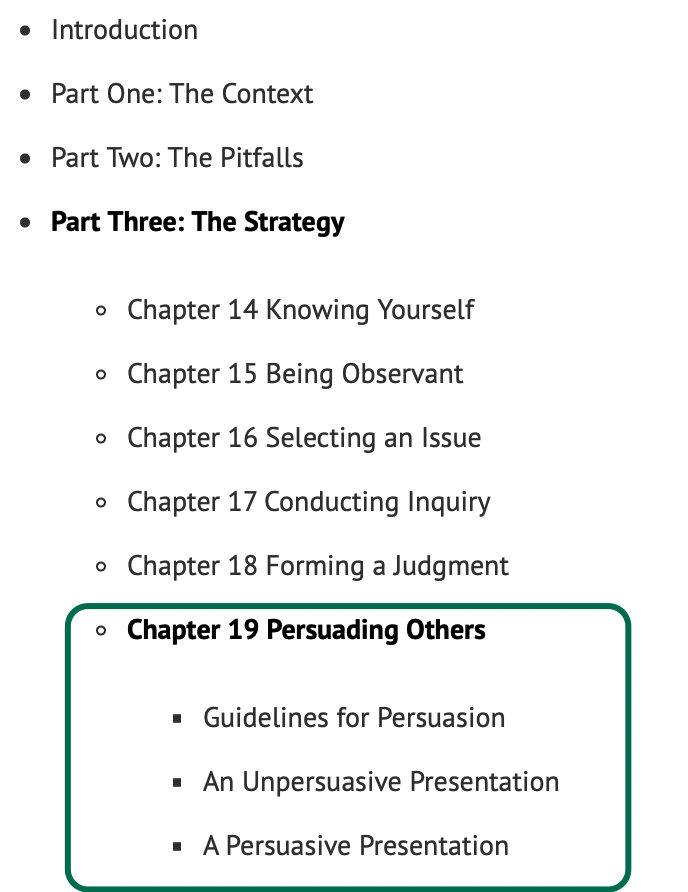 Introduction
Part One: The Context
Part Two: The Pitfalls
Part Three: The Strategy
Chapter 14 Knowing Yourself
Chapter 15 Being Observant
Chapter 16 Selecting an Issue
Chapter 17 Conducting Inquiry
Chapter 18 Forming a Judgment
Chapter 19 Persuading Others
Guidelines for Persuasion
An Unpersuasive Presentation
A Persuasive Presentation